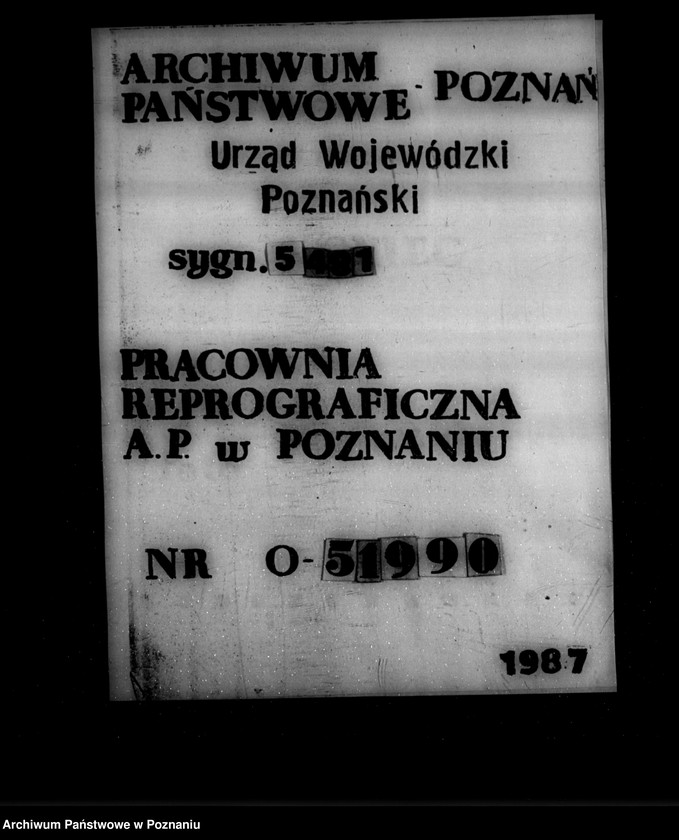 ARCHIWUM
PAŃSTWOWE - POZNAŃ
Urząd Wojewódzki
Poznański
sygn. 5
PRACOWNIA
REPROGRAFICZNA
A.P. w POZNANIU
NR O-51990
1987
Archiwum Państwowe w Poznaniu